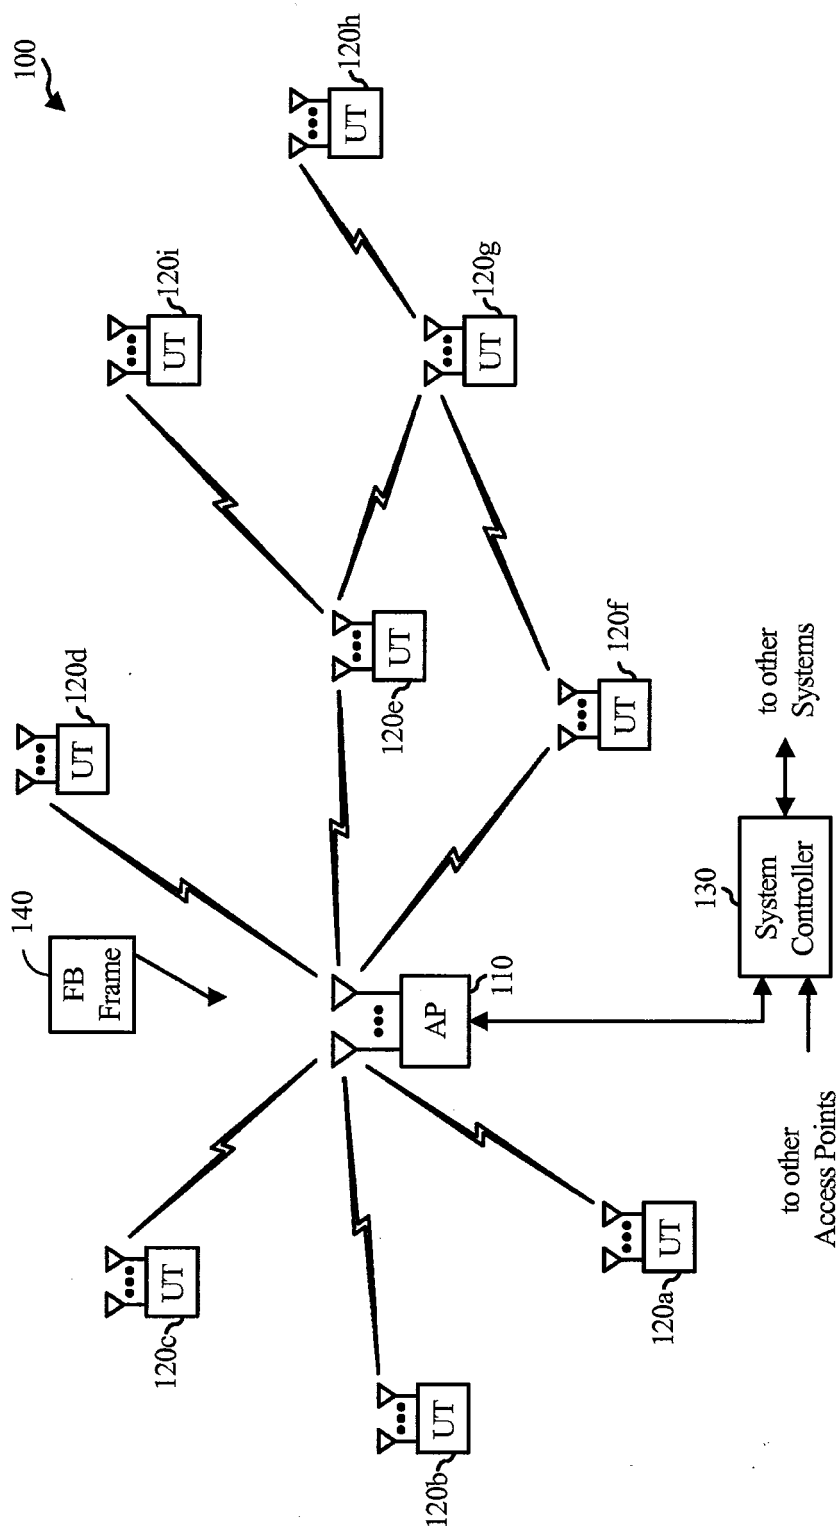 100
140
FB
Frame
UT
120c
UT
120b
UT
120a
AP
110
UT
120d
UT
120e
UT
120f
UT
120i
UT
120g
UT
120h
130
System
Controller
to other
Access Points
to other
Systems